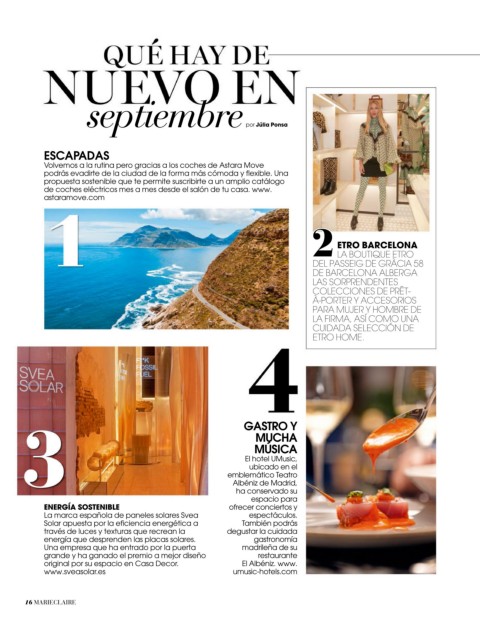 QUÉ HAY DE
NUEVO EN
septiembre
por Júlia Ponsa
ESCAPADAS
Volvemos a la rutina pero gracias a los coches de Astara Move
podrás evadirte de la ciudad de la forma más cómoda y flexible. Una
propuesta sostenible que te permite suscribirte a un amplio catálogo
de coches eléctricos mes a mes desde el salón de tu casa. www.
astaramove.com
1
2
ETRO BARCELONA
LA BOUTIQUE ETRO
DEL PASSEIG DE GRÀCIA 58
DE BARCELONA ALBERGA
LAS SORPRENDENTES
COLECCIONES DE PRÊT-
À-PORTER Y ACCESORIOS
PARA MUJER Y HOMBRE DE
LA FIRMA, ASÍ COMO UNA
CUIDADA SELECCIÓN DE
ETRO HOME.
SVEA
SOLAR
F**K
FOSSIL
FUEL
3
ENERGÍA SOSTENIBLE
La marca española de paneles solares Svea
Solar apuesta por la eficiencia energética a
través de luces y texturas que recrean la
energía que desprenden las placas solares.
Una empresa que ha entrado por la puerta
grande y ha ganado el premio a mejor diseño
original por su espacio en Casa Decor.
www.sveasolar.es
4
GASTRO Y
MUCHA
MÚSICA
El hotel UMusic,
ubicado en el
emblemático Teatro
Albéniz de Madrid,
ha conservado su
espacio para
ofrecer conciertos y
espectáculos.
También podrás
degustar la cuidada
gastronomía
madrileña de su
restaurante
El Albéniz. www.
umusic-hotels.com
16 MARIECLAIRE